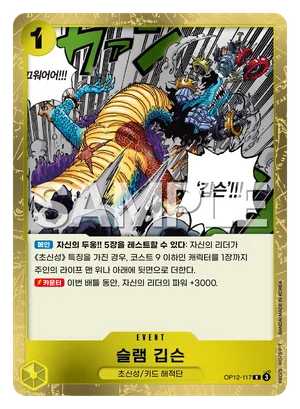 1
그워어어!!!
'깁슨'!!!
SAMPLE
메인 자신의 두웅!! 5장을 레스트할 수 있다: 자신의 리더가
《초신성》 특징을 가진 경우, 코스트 9 이하인 캐릭터를 1장까지
주인의 라이프 맨 위나 아래에 뒷면으로 더한다.
카운터 이번 배틀 동안, 자신의 리더의 파워 +3000.
EVENT
슬램 깁슨
초신성/키드 해적단
OP12-117 R 3